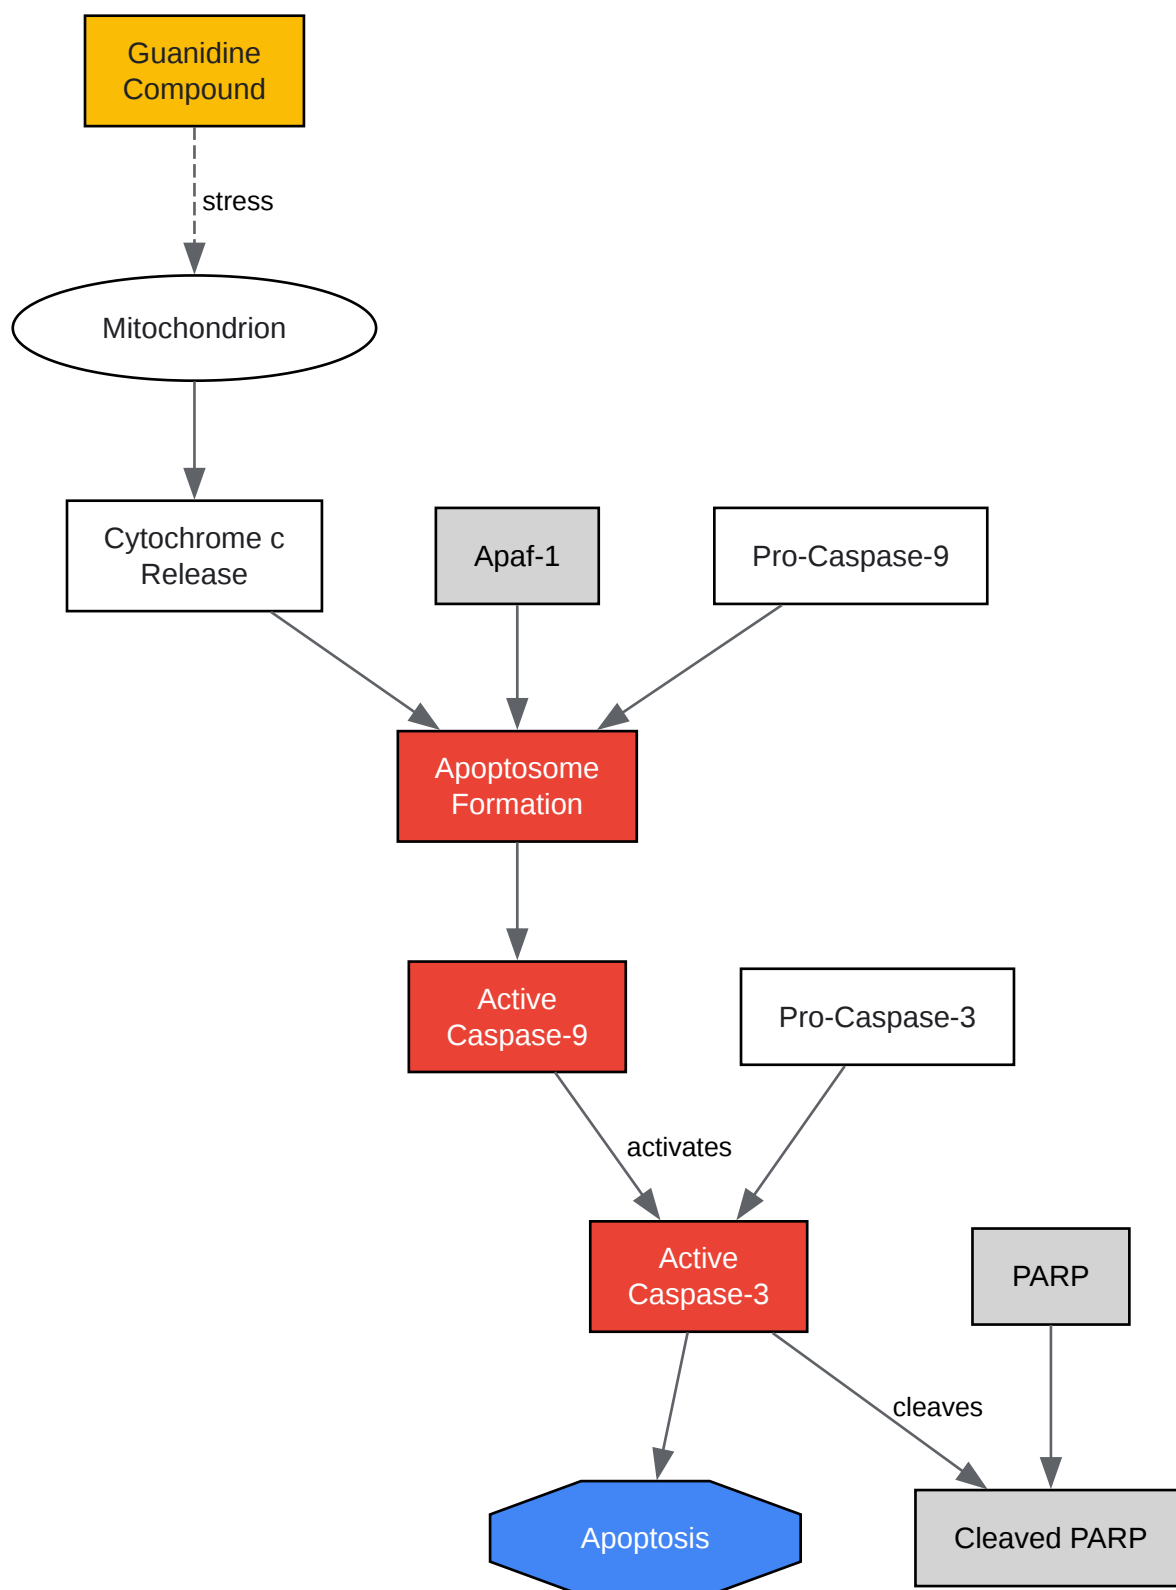 Guanidine
Compound
stress
Mitochondrion
Cytochrome c
Release
Apaf-1
Pro-Caspase-9
Apoptosome
Formation
Active
Caspase-9
Pro-Caspase-3
activates
Active
Caspase-3
PARP
cleaves
Apoptosis
Cleaved PARP